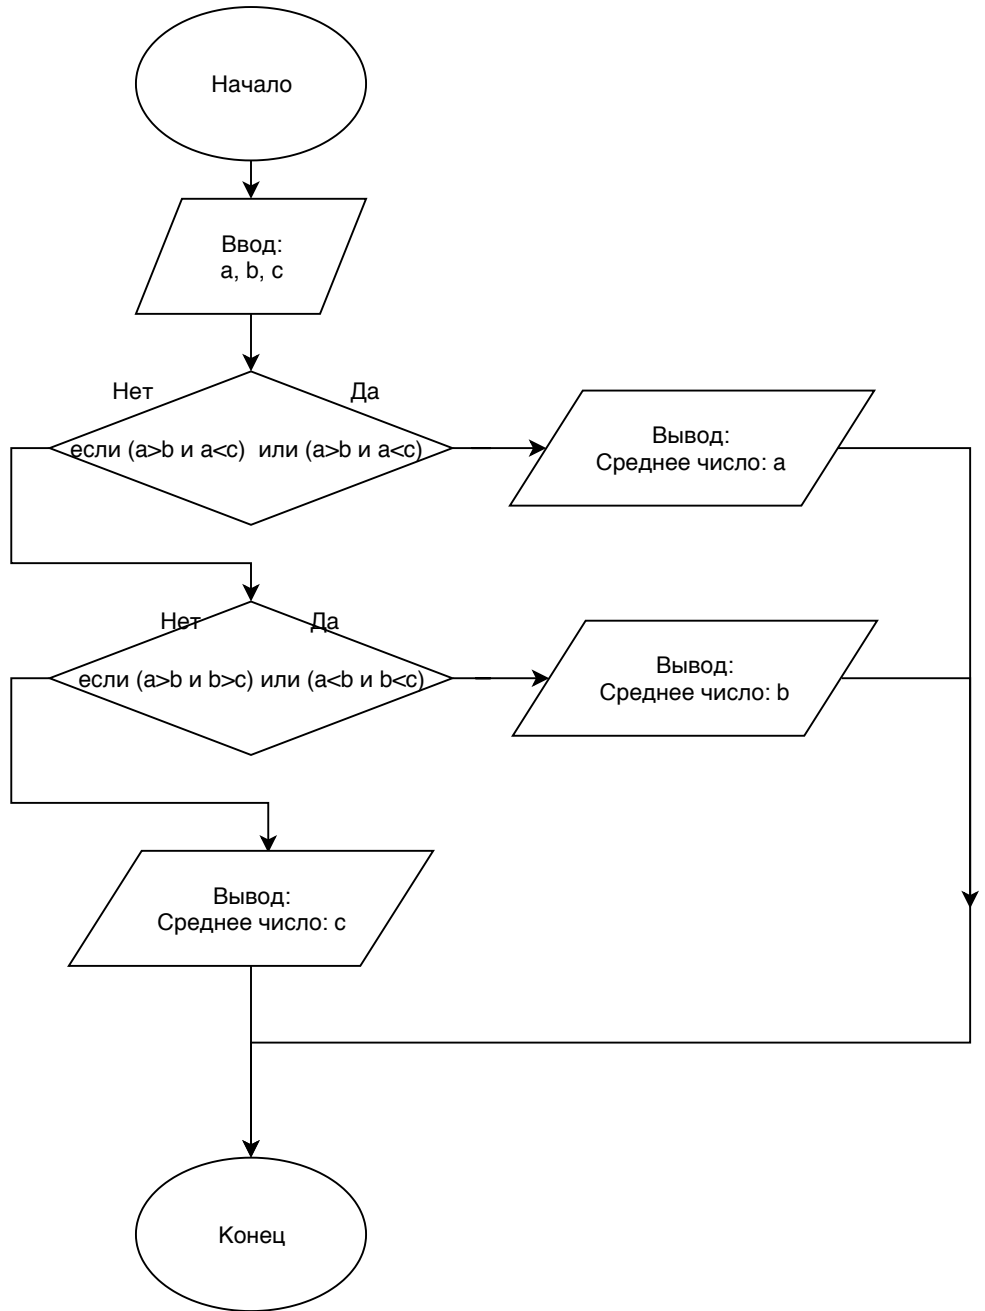 Начало
Ввод:
a, b, c
Нет
Да
если (a>b и a<c)  или (a>b и a<c)
Вывод:
Среднее число: a
Нет
Да
если (a>b и b>c) или (a<b и b<c)
Вывод:
Среднее число: b
Вывод:
Среднее число: c
Конец